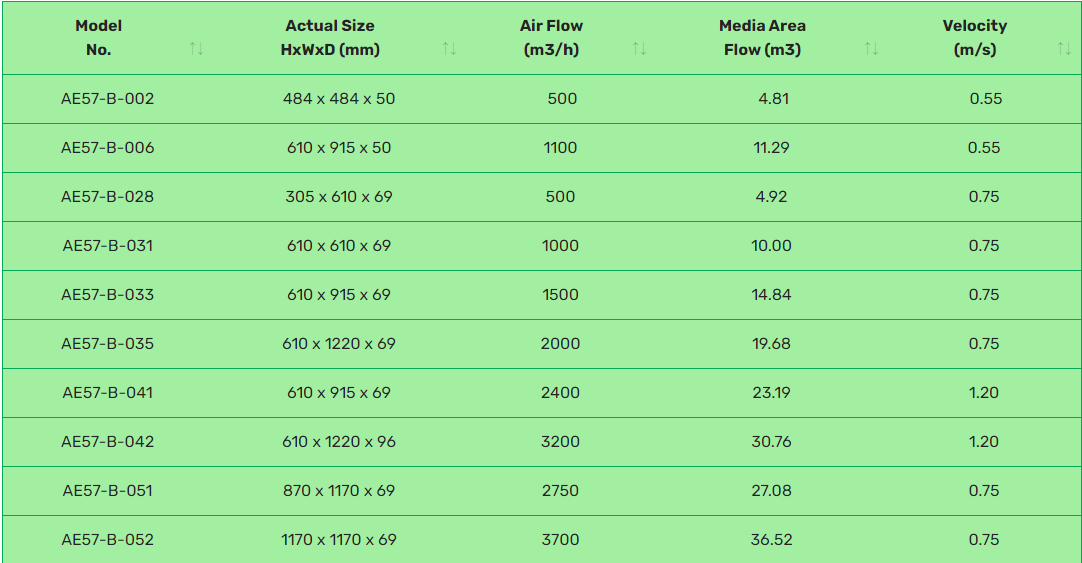 Model No. Actual Size HxWxD (mm) Air Flow (m3/h) Media Area Flow (m3) Velocity (m/s)
AE57-B-002 484 x 484 x 50 500 4.81 0.55
AE57-B-006 610 x 915 x 50 1100 11.29 0.55
AE57-B-028 305 x 610 x 69 500 4.92 0.75
AE57-B-031 610 x 610 x 69 1000 10.00 0.75
AE57-B-033 610 x 915 x 69 1500 14.84 0.75
AE57-B-035 610 x 1220 x 69 2000 19.68 0.75
AE57-B-041 610 x 915 x 69 2400 23.19 1.20
AE57-B-042 610 x 1220 x 96 3200 30.76 1.20
AE57-B-051 870 x 1170 x 69 2750 27.08 0.75
AE57-B-052 1170 x 1170 x 69 3700 36.52 0.75